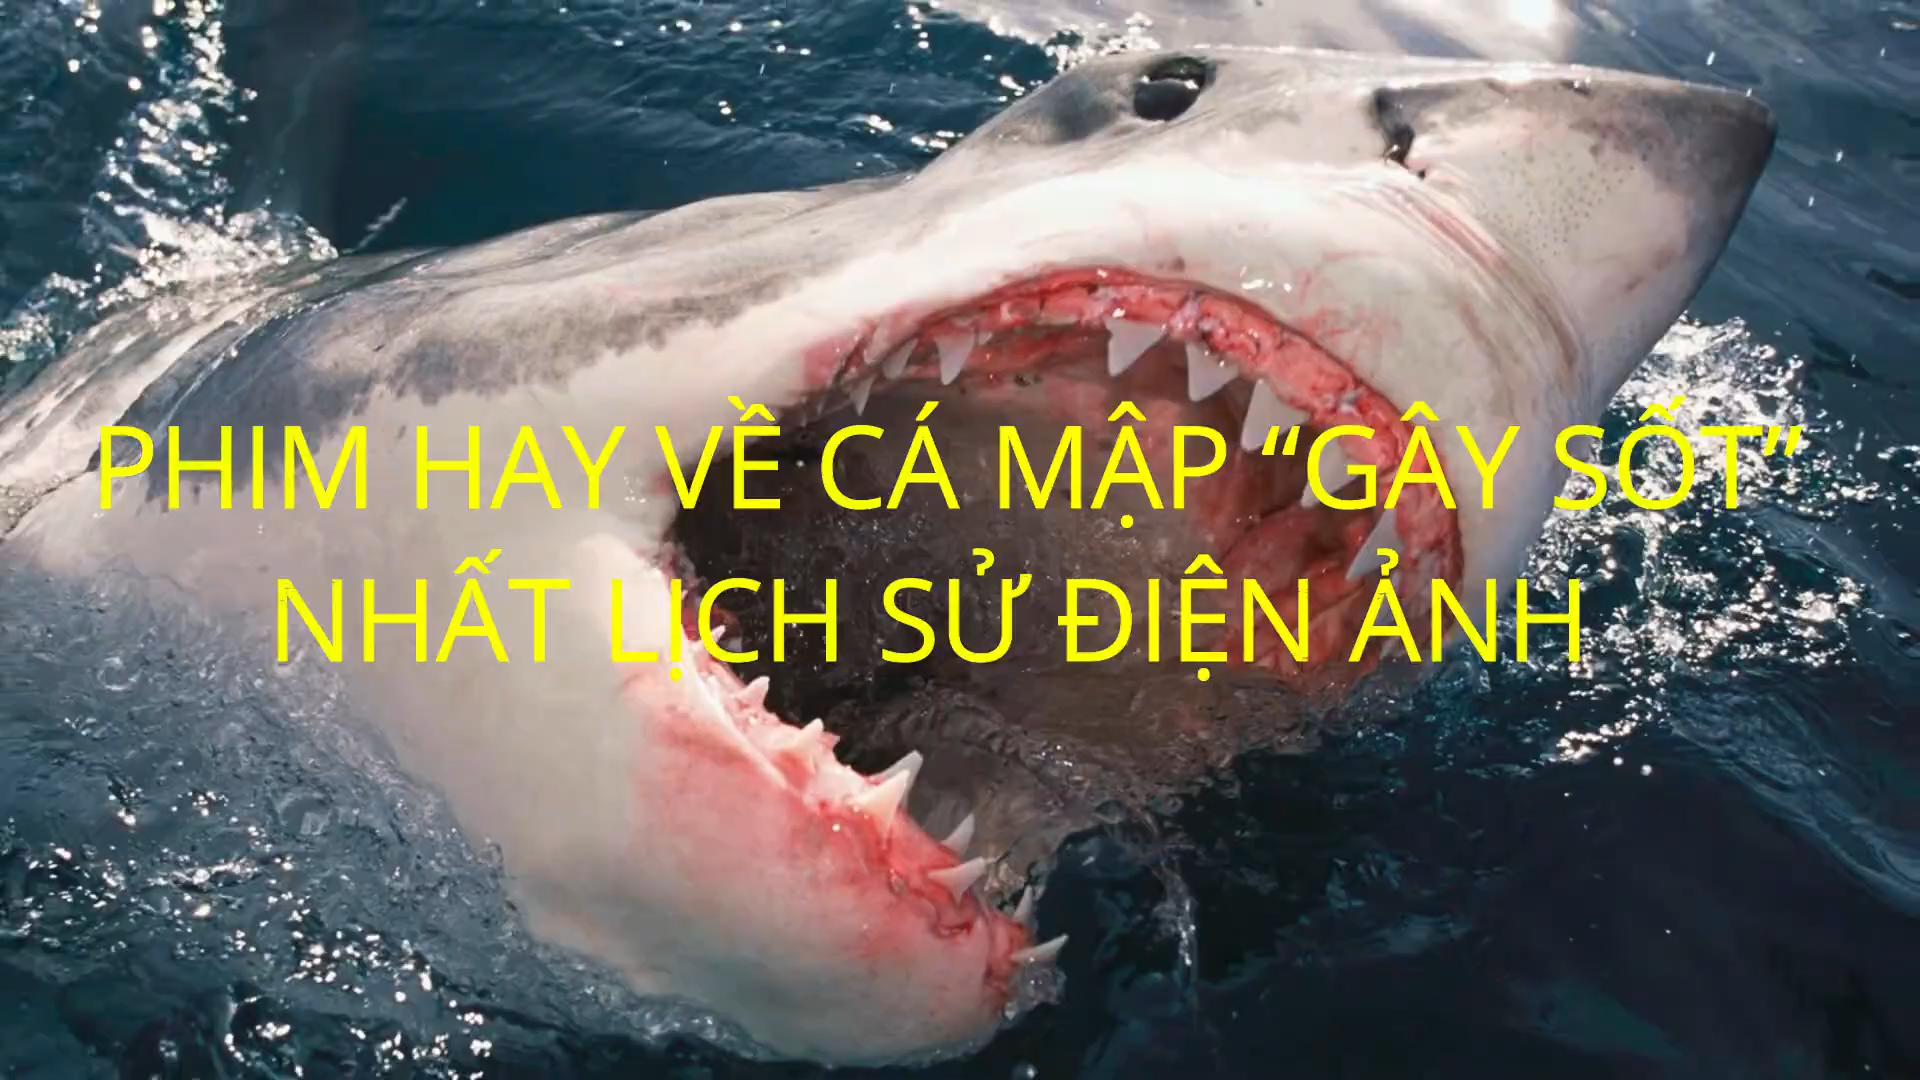 PHIM HAY VỀ CÁ MẬP “GÂY SỐT”
NHẤT LỊCH SỬ ĐIỆN ẢNH